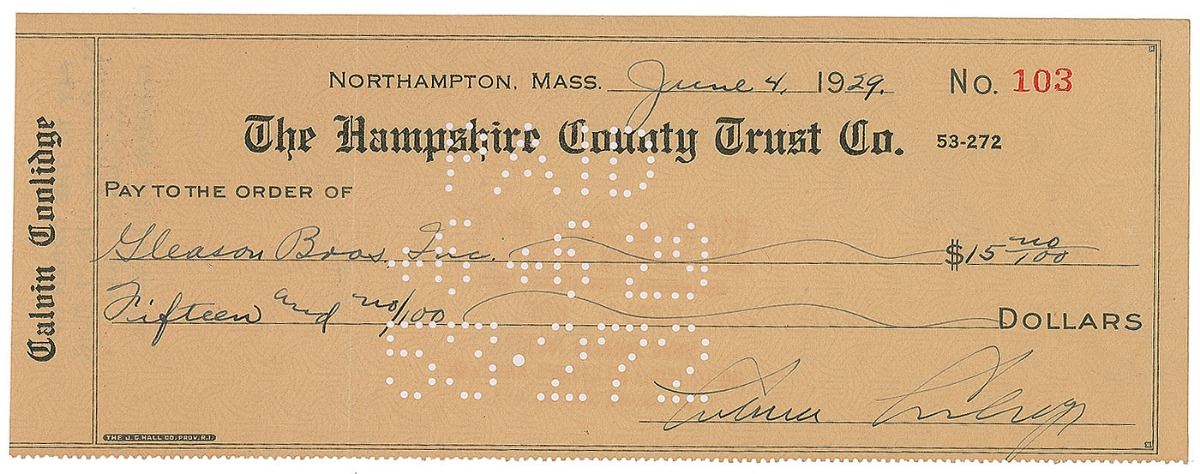 NORTHAMPTON, MASS. June 4, 1929. No. 103
The Hampshire County Trust Co. 53-272
PAID
PAY TO THE ORDER OF
Gleason Bros. Inc. $15 no/100
Fifteen and no/100 DOLLARS
Calvin Coolidge
Calvin Coolidge
THE J.C. HALL CO. PROV. R.I.